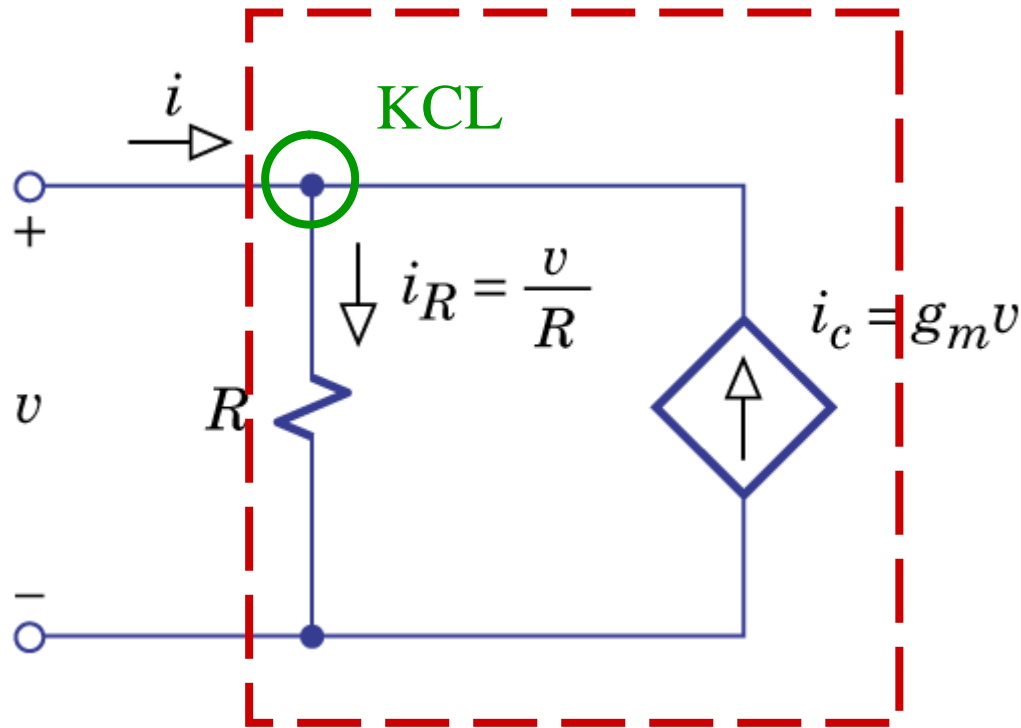 i
KCL
+
i_R = v/R
i_c = g_m v
v
R
−